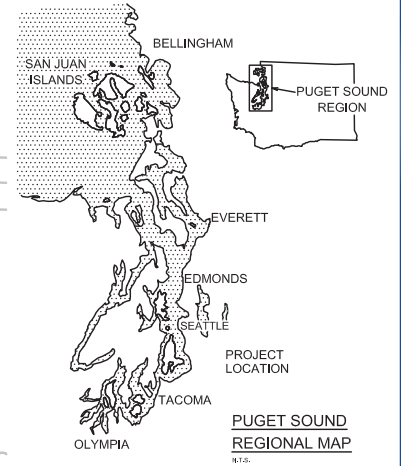 BELLINGHAM
SAN JUAN
ISLANDS
PUGET SOUND
REGION
EVERETT
EDMONDS
SEATTLE
PROJECT
LOCATION
TACOMA
OLYMPIA
PUGET SOUND
REGIONAL MAP
N.T.S.